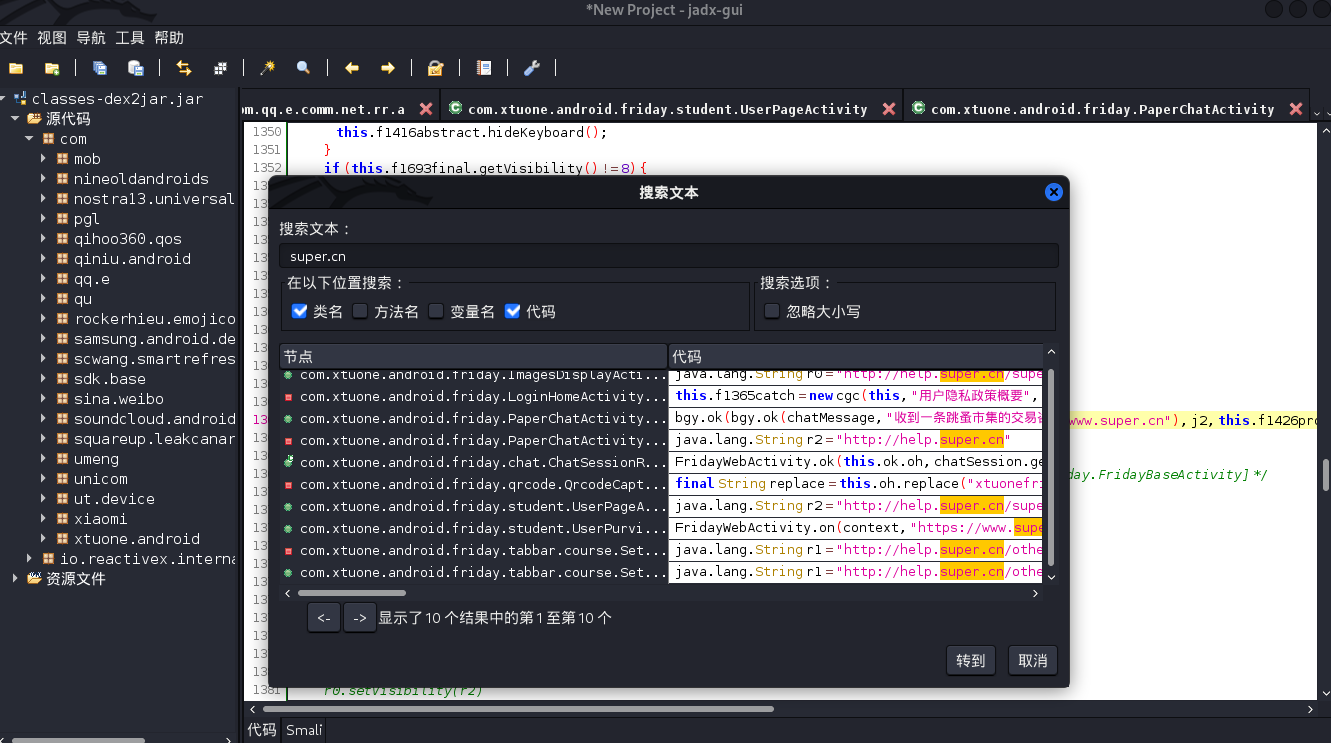 *New Project - jadx-gui
文件 视图 导航 工具 帮助
classes-dex2jar.jar
源代码
com
mob
nineoldandroids
nostra13.universal
pgl
qihoo360.qos
qiniu.android
qq.e
qu
rockerhieu.emojico
samsung.android.de
scwang.smartrefres
sdk.base
sina.weibo
soundcloud.android
squareup.leakcanar
umeng
unicom
ut.device
xiaomi
xtuone.android
io.reactivex.interna
资源文件
om.qq.e.comm.net.rr.a
com.xtuone.android.friday.student.UserPageActivity
com.xtuone.android.friday.PaperChatActivity
1350 this.f1416abstract.hideKeyboard();
1351 }
1352 if(this.f1693final.getVisibility()!=8){
搜索文本
搜索文本：
super.cn
在以下位置搜索：
类名 方法名 变量名 代码
搜索选项：
忽略大小写
节点 代码
com.xtuone.android.friday.ImagesDisplayActi... java.lang.String r0="http://help.super.cn/supe
com.xtuone.android.friday.LoginHomeActivity... this.f1365catch=new cgc(this,"用户隐私政策概要",
com.xtuone.android.friday.PaperChatActivity... bgy.ok(bgy.ok(chatMessage,"收到一条跳蚤市集的交易
com.xtuone.android.friday.PaperChatActivity... java.lang.String r2="http://help.super.cn"
com.xtuone.android.friday.chat.ChatSessionR... FridayWebActivity.ok(this.ok.oh,chatSession.ge
com.xtuone.android.friday.qrcode.QrcodeCapt... final String replace=this.oh.replace("xtuonefri
com.xtuone.android.friday.student.UserPageA... java.lang.String r2="http://help.super.cn/supe
com.xtuone.android.friday.student.UserPurvi... FridayWebActivity.on(context,"https://www.supe
com.xtuone.android.friday.tabbar.course.Set... java.lang.String r1="http://help.super.cn/othe
com.xtuone.android.friday.tabbar.course.Set... java.lang.String r1="http://help.super.cn/othe
<- -> 显示了 10 个结果中的第 1 至第 10 个
转到 取消
www.super.cn"),j2,this.f1426pro
day.FridayBaseActivity]*/
1381 r0.setVisibility(r2)
代码 Smali